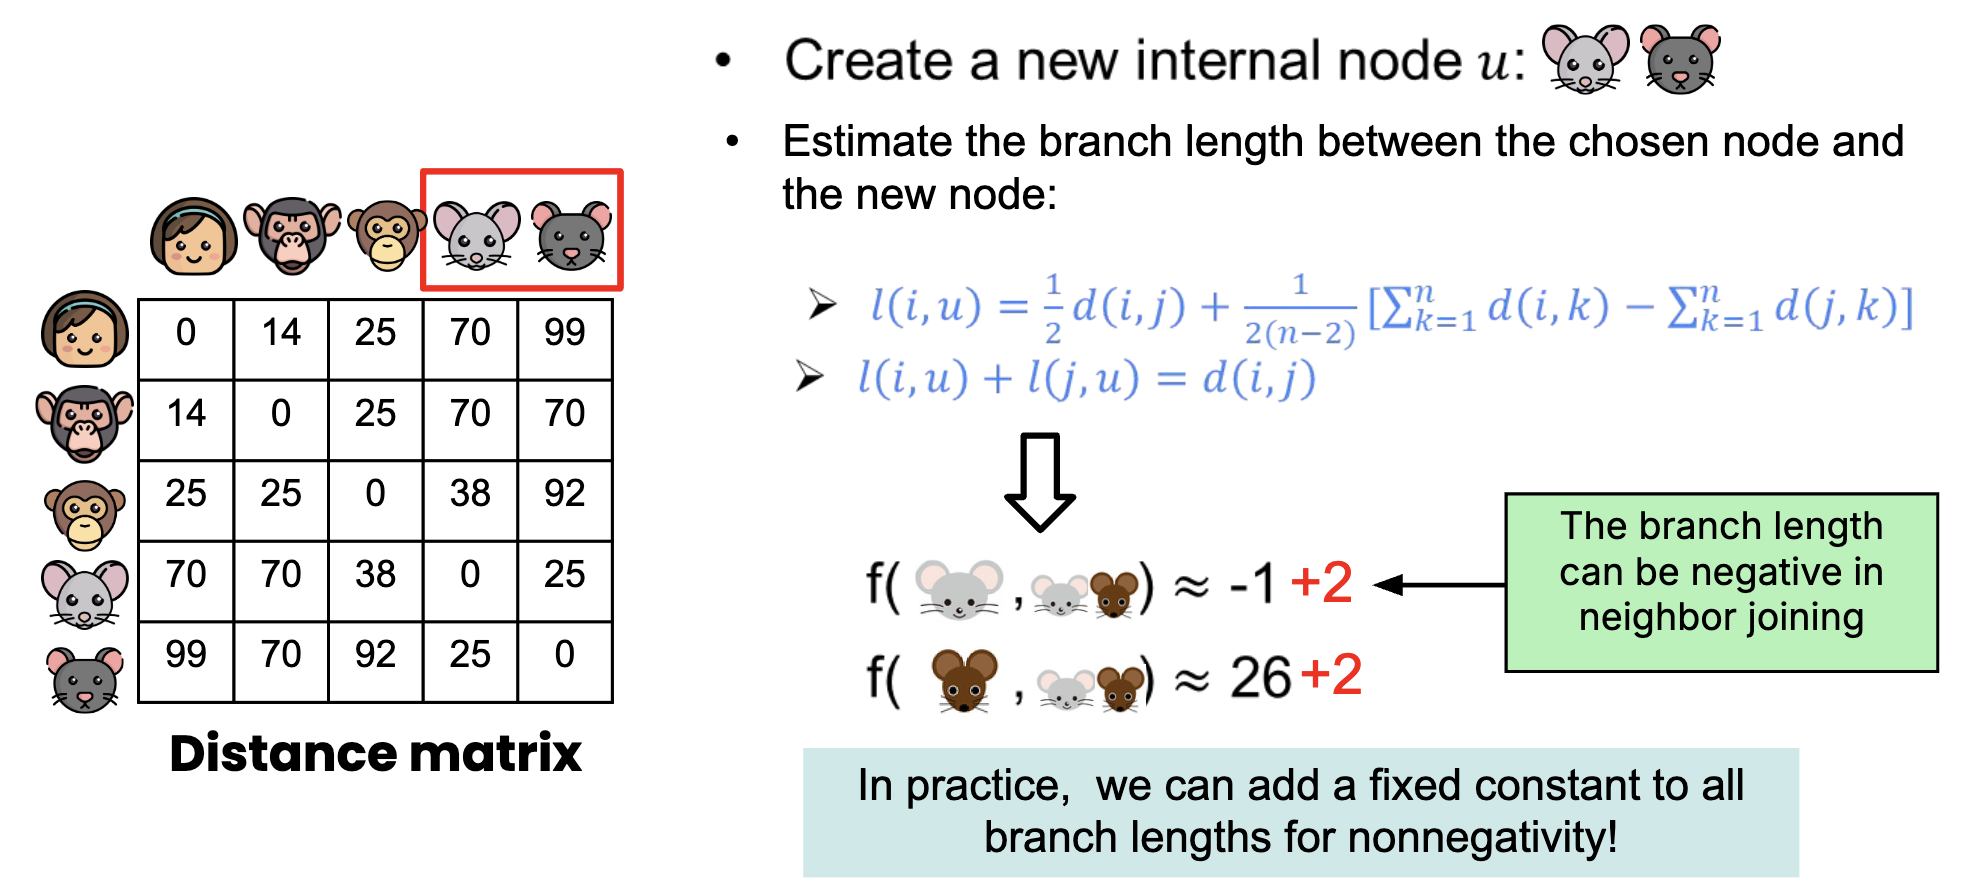 • Create a new internal node u:
• Estimate the branch length between the chosen node and
the new node:
➤ l(i, u) = 1/2 d(i, j) + 1/2(n−2) [∑ⁿₖ₌₁ d(i, k) − ∑ⁿₖ₌₁ d(j, k)]
➤ l(i, u) + l(j, u) = d(i, j)
0 14 25 70 99
14 0 25 70 70
25 25 0 38 92
70 70 38 0 25
99 70 92 25 0
Distance matrix
f( , ) ≈ -1 +2
f( , ) ≈ 26 +2
The branch length
can be negative in
neighbor joining
In practice, we can add a fixed constant to all
branch lengths for nonnegativity!